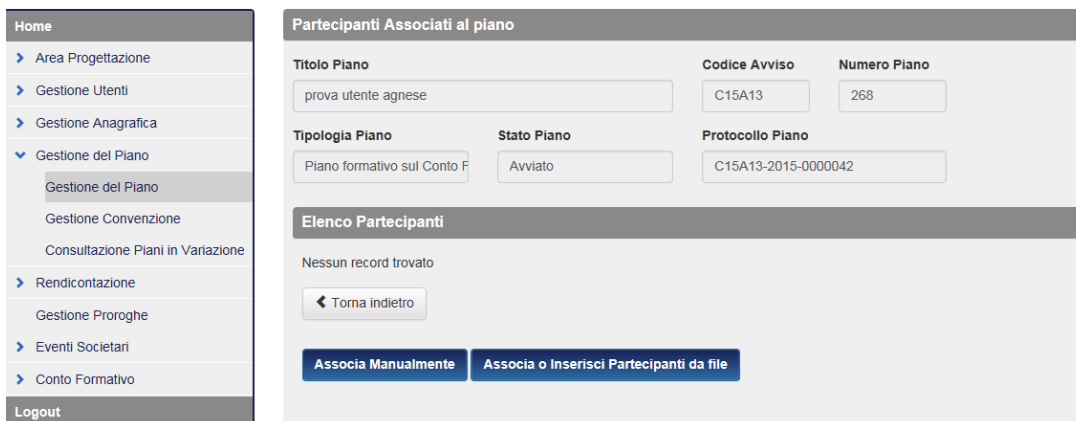 Home
Area Progettazione
Gestione Utenti
Gestione Anagrafica
Gestione del Piano
Gestione del Piano
Gestione Convenzione
Consultazione Piani in Variazione
Rendicontazione
Gestione Proroghe
Eventi Societari
Conto Formativo
Logout
Partecipanti Associati al piano
Titolo Piano Codice Avviso Numero Piano
prova utente agnese C15A13 268
Tipologia Piano Stato Piano Protocollo Piano
Piano formativo sul Conto F Avviato C15A13-2015-0000042
Elenco Partecipanti
Nessun record trovato
Torna indietro
Associa Manualmente Associa o Inserisci Partecipanti da file